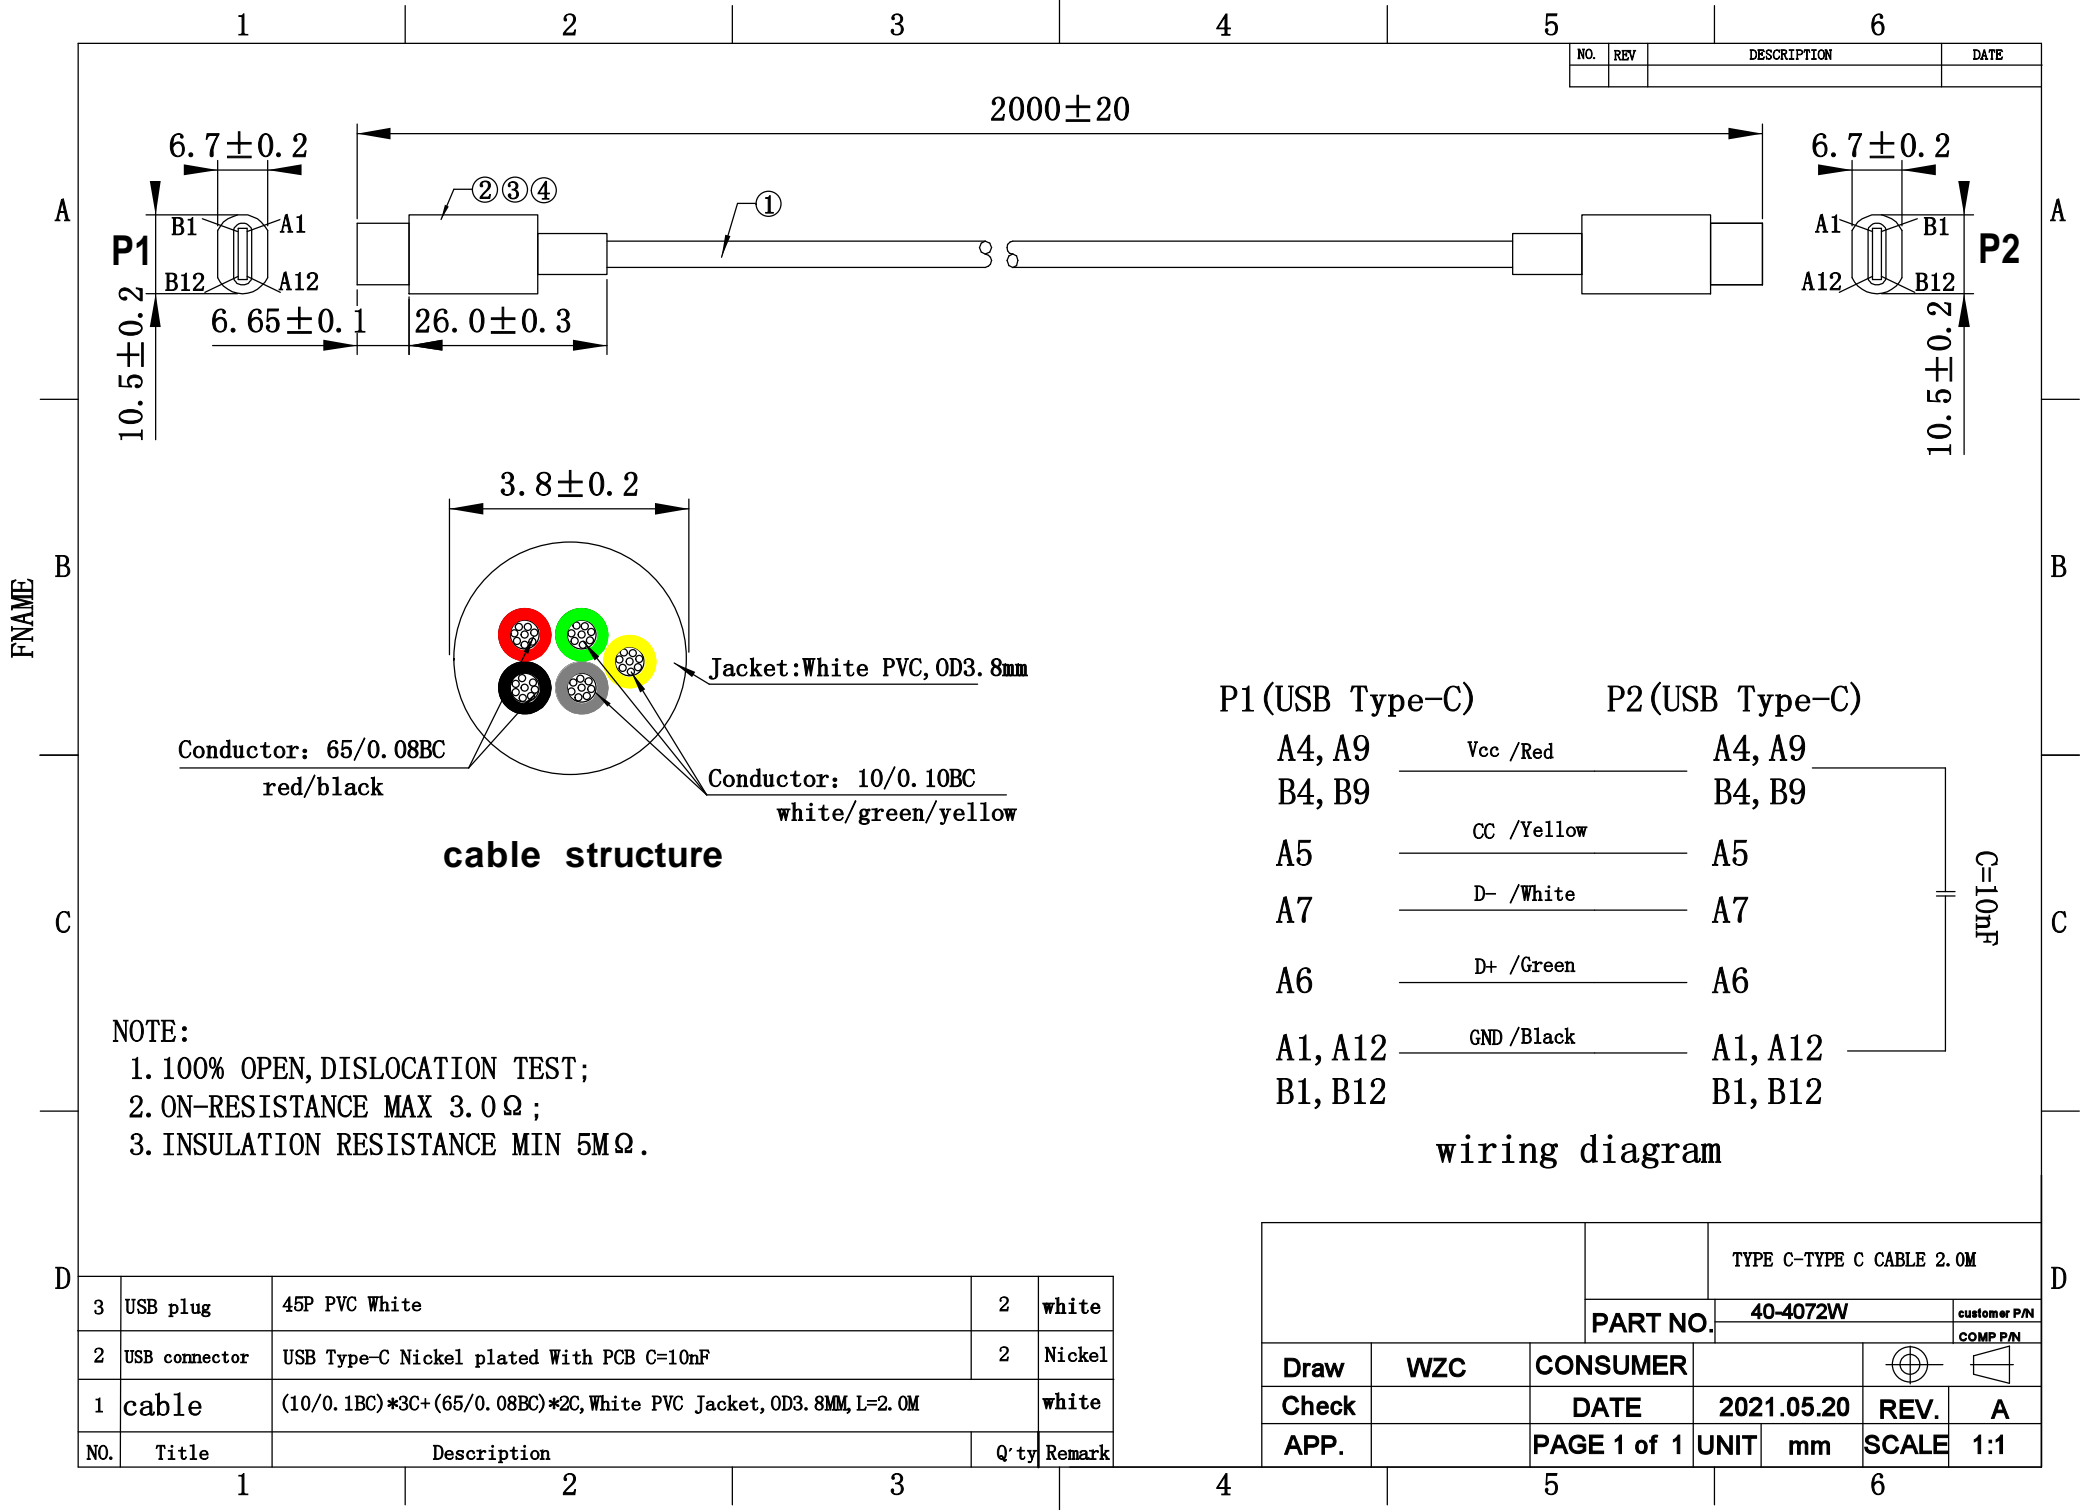 1 2 3 4 5 6
NO. REV DESCRIPTION DATE
2000±20
6.7±0.2
6.7±0.2
②③④
①
A
A
B1 A1
P1
B12 A12
A1 B1
P2
A12 B12
6.65±0.1
26.0±0.3
10.5±0.2
10.5±0.2
3.8±0.2
B
B
FNAME
Jacket:White PVC,OD3.8mm
Conductor: 65/0.08BC
red/black
Conductor: 10/0.10BC
white/green/yellow
cable structure
P1(USB Type-C) P2(USB Type-C)
A4,A9 Vcc /Red A4,A9
B4,B9 B4,B9
A5 CC /Yellow A5
A7 D- /White A7
A6 D+ /Green A6
A1,A12 GND /Black A1,A12
B1,B12 B1,B12
C=10nF
wiring diagram
C
C
NOTE:
1.100% OPEN,DISLOCATION TEST;
2.ON-RESISTANCE MAX 3.0Ω;
3.INSULATION RESISTANCE MIN 5MΩ.
D
D
3 USB plug 45P PVC White 2 white
2 USB connector USB Type-C Nickel plated With PCB C=10nF 2 Nickel
1 cable (10/0.1BC)*3C+(65/0.08BC)*2C,White PVC Jacket,OD3.8MM,L=2.0M white
NO. Title Description Q'ty Remark
TYPE C-TYPE C CABLE 2.0M
PART NO. 40-4072W customer P/N
COMP P/N
Draw WZC CONSUMER
Check DATE 2021.05.20 REV. A
APP. PAGE 1 of 1 UNIT mm SCALE 1:1
1 2 3 4 5 6